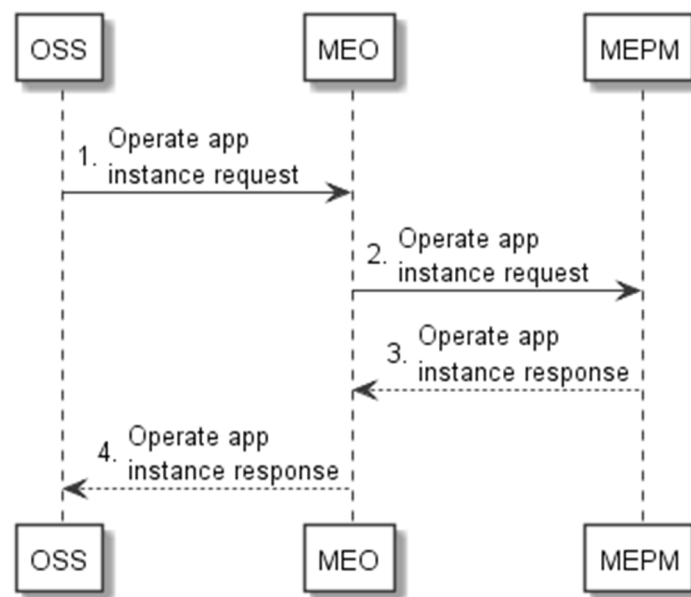 OSS MEO MEPM
1. Operate app
instance request
2. Operate app
instance request
3. Operate app
instance response
4. Operate app
instance response
OSS MEO MEPM